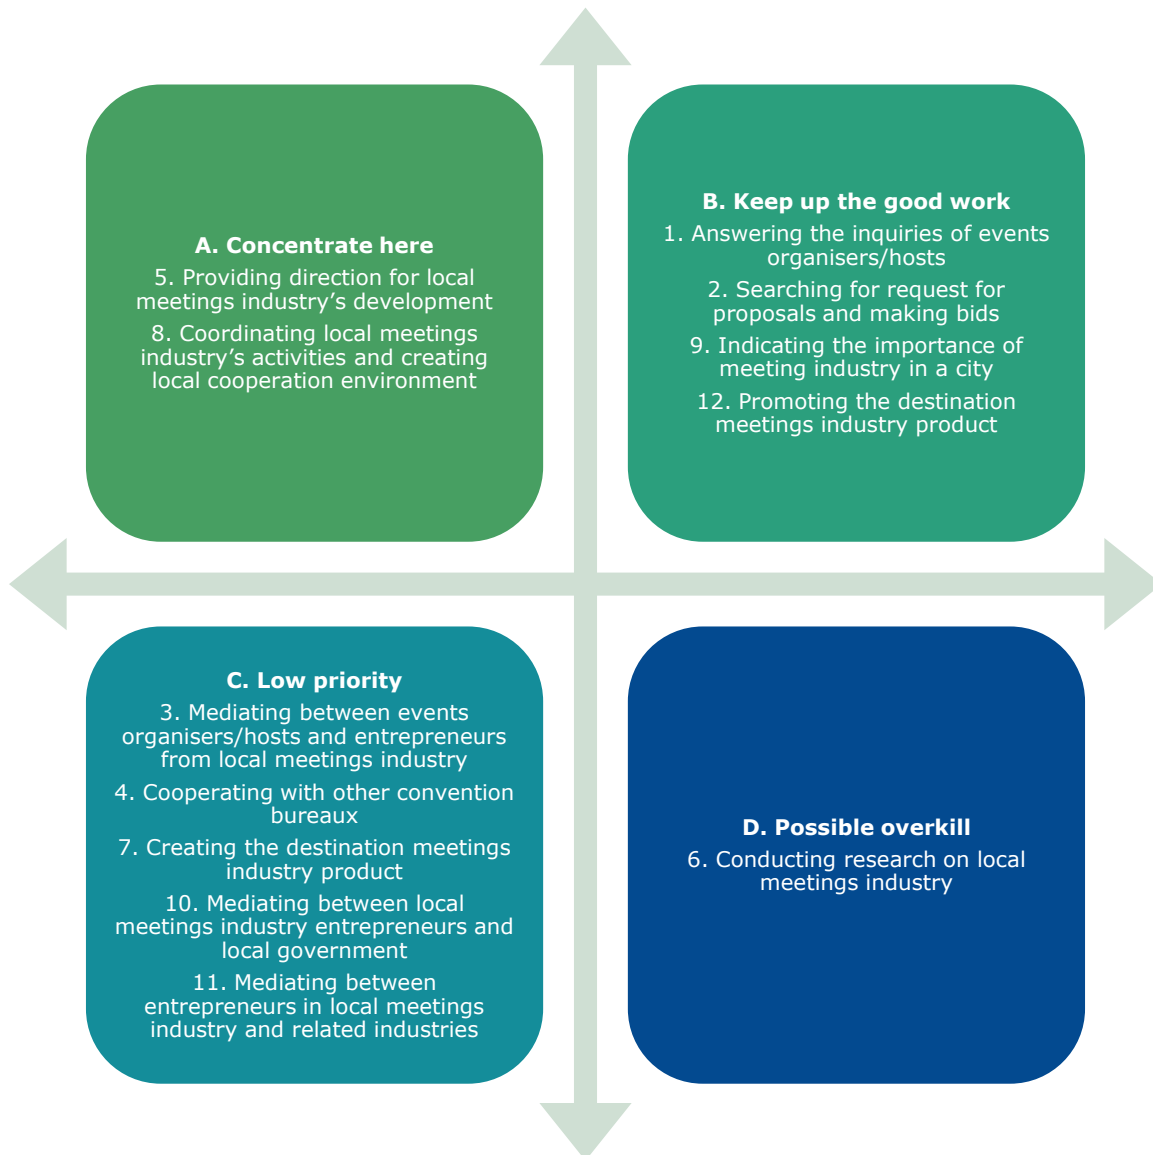 A. Concentrate here
5. Providing direction for local
meetings industry’s development
8. Coordinating local meetings
industry’s activities and creating
local cooperation environment
B. Keep up the good work
1. Answering the inquiries of events
organisers/hosts
2. Searching for request for
proposals and making bids
9. Indicating the importance of
meeting industry in a city
12. Promoting the destination
meetings industry product
C. Low priority
3. Mediating between events
organisers/hosts and entrepreneurs
from local meetings industry
4. Cooperating with other convention
bureaux
7. Creating the destination meetings
industry product
10. Mediating between local
meetings industry entrepreneurs and
local government
11. Mediating between
entrepreneurs in local meetings
industry and related industries
D. Possible overkill
6. Conducting research on local
meetings industry